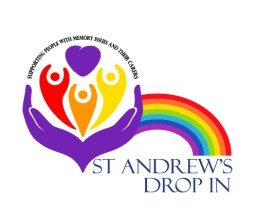 SUPPORTING PEOPLE WITH MEMORY ISSUES AND THEIR CARERS
ST ANDREW'S
DROP IN